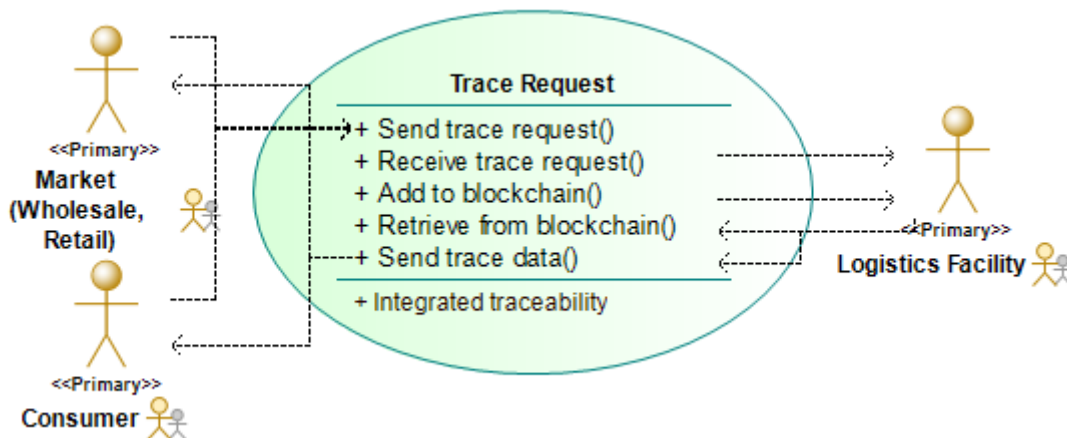 <<Primary>>
Market
(Wholesale,
Retail)
<<Primary>>
Consumer
Trace Request
+ Send trace request()
+ Receive trace request()
+ Add to blockchain()
+ Retrieve from blockchain()
+ Send trace data()
+ Integrated traceability
<<Primary>>
Logistics Facility